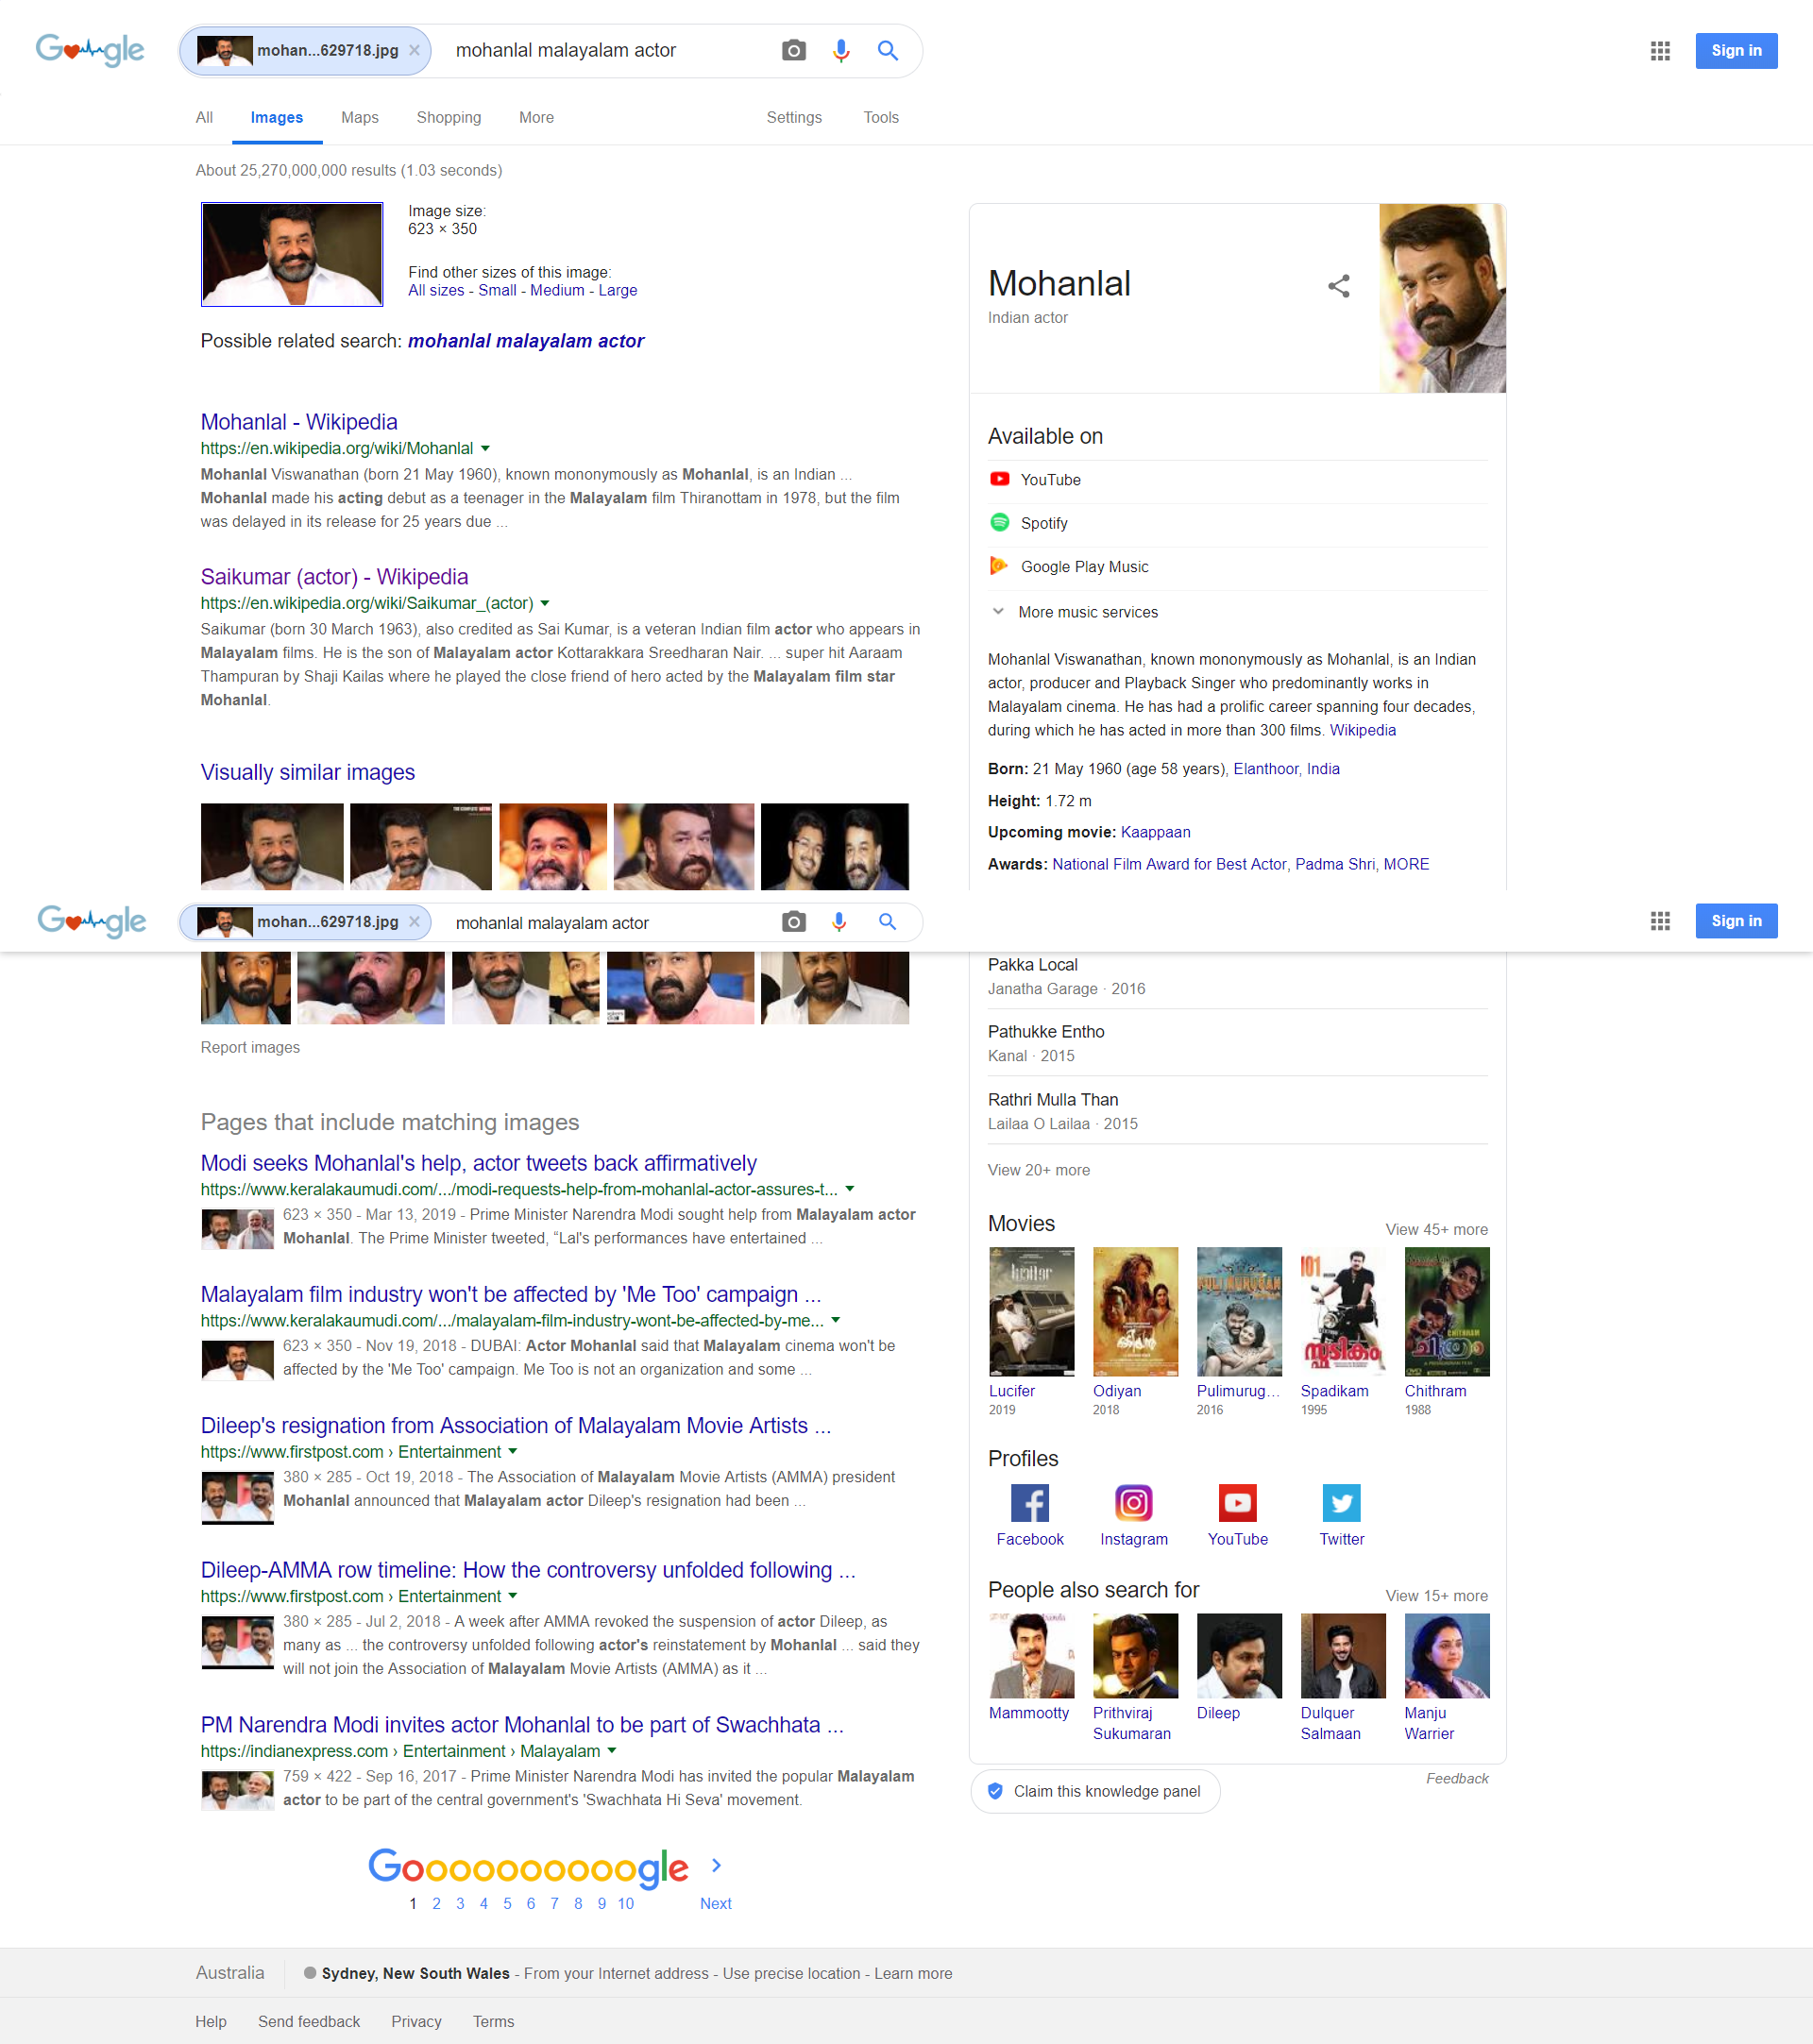 Google
mohan...629718.jpg ×
mohanlal malayalam actor
Sign in
All Images Maps Shopping More Settings Tools
About 25,270,000,000 results (1.03 seconds)
Image size:
623 × 350
Find other sizes of this image:
All sizes - Small - Medium - Large
Possible related search: mohanlal malayalam actor
Mohanlal - Wikipedia
https://en.wikipedia.org/wiki/Mohanlal
Mohanlal Viswanathan (born 21 May 1960), known mononymously as Mohanlal, is an Indian ...
Mohanlal made his acting debut as a teenager in the Malayalam film Thiranottam in 1978, but the film
was delayed in its release for 25 years due ...
Saikumar (actor) - Wikipedia
https://en.wikipedia.org/wiki/Saikumar_(actor)
Saikumar (born 30 March 1963), also credited as Sai Kumar, is a veteran Indian film actor who appears in
Malayalam films. He is the son of Malayalam actor Kottarakkara Sreedharan Nair. ... super hit Aaraam
Thampuran by Shaji Kailas where he played the close friend of hero acted by the Malayalam film star
Mohanlal.
Visually similar images
Mohanlal
Indian actor
Available on
YouTube
Spotify
Google Play Music
More music services
Mohanlal Viswanathan, known mononymously as Mohanlal, is an Indian
actor, producer and Playback Singer who predominantly works in
Malayalam cinema. He has had a prolific career spanning four decades,
during which he has acted in more than 300 films. Wikipedia
Born: 21 May 1960 (age 58 years), Elanthoor, India
Height: 1.72 m
Upcoming movie: Kaappaan
Awards: National Film Award for Best Actor, Padma Shri, MORE
Google
mohan...629718.jpg ×
mohanlal malayalam actor
Sign in
Report images
Pages that include matching images
Modi seeks Mohanlal's help, actor tweets back affirmatively
https://www.keralakaumudi.com/.../modi-requests-help-from-mohanlal-actor-assures-t...
623 × 350 - Mar 13, 2019 - Prime Minister Narendra Modi sought help from Malayalam actor
Mohanlal. The Prime Minister tweeted, “Lal's performances have entertained ...
Malayalam film industry won't be affected by 'Me Too' campaign ...
https://www.keralakaumudi.com/.../malayalam-film-industry-wont-be-affected-by-me...
623 × 350 - Nov 19, 2018 - DUBAI: Actor Mohanlal said that Malayalam cinema won't be
affected by the 'Me Too' campaign. Me Too is not an organization and some ...
Dileep's resignation from Association of Malayalam Movie Artists ...
https://www.firstpost.com › Entertainment
380 × 285 - Oct 19, 2018 - The Association of Malayalam Movie Artists (AMMA) president
Mohanlal announced that Malayalam actor Dileep's resignation had been ...
Dileep-AMMA row timeline: How the controversy unfolded following ...
https://www.firstpost.com › Entertainment
380 × 285 - Jul 2, 2018 - A week after AMMA revoked the suspension of actor Dileep, as
many as ... the controversy unfolded following actor's reinstatement by Mohanlal ... said they
will not join the Association of Malayalam Movie Artists (AMMA) as it ...
PM Narendra Modi invites actor Mohanlal to be part of Swachhata ...
https://indianexpress.com › Entertainment › Malayalam
759 × 422 - Sep 16, 2017 - Prime Minister Narendra Modi has invited the popular Malayalam
actor to be part of the central government's 'Swachhata Hi Seva' movement.
Pakka Local
Janatha Garage · 2016
Pathukke Entho
Kanal · 2015
Rathri Mulla Than
Lailaa O Lailaa · 2015
View 20+ more
Movies View 45+ more
101
സ്ഫടികം
CHITHRAM
ചിത്രം
Lucifer Odiyan Pulimurug... Spadikam Chithram
2019 2018 2016 1995 1988
Profiles
Facebook Instagram YouTube Twitter
People also search for View 15+ more
Mammootty Prithviraj Sukumaran Dileep Dulquer Salmaan Manju Warrier
Feedback
Claim this knowledge panel
Goooooooooogle
1 2 3 4 5 6 7 8 9 10 Next
Australia Sydney, New South Wales - From your Internet address - Use precise location - Learn more
Help Send feedback Privacy Terms